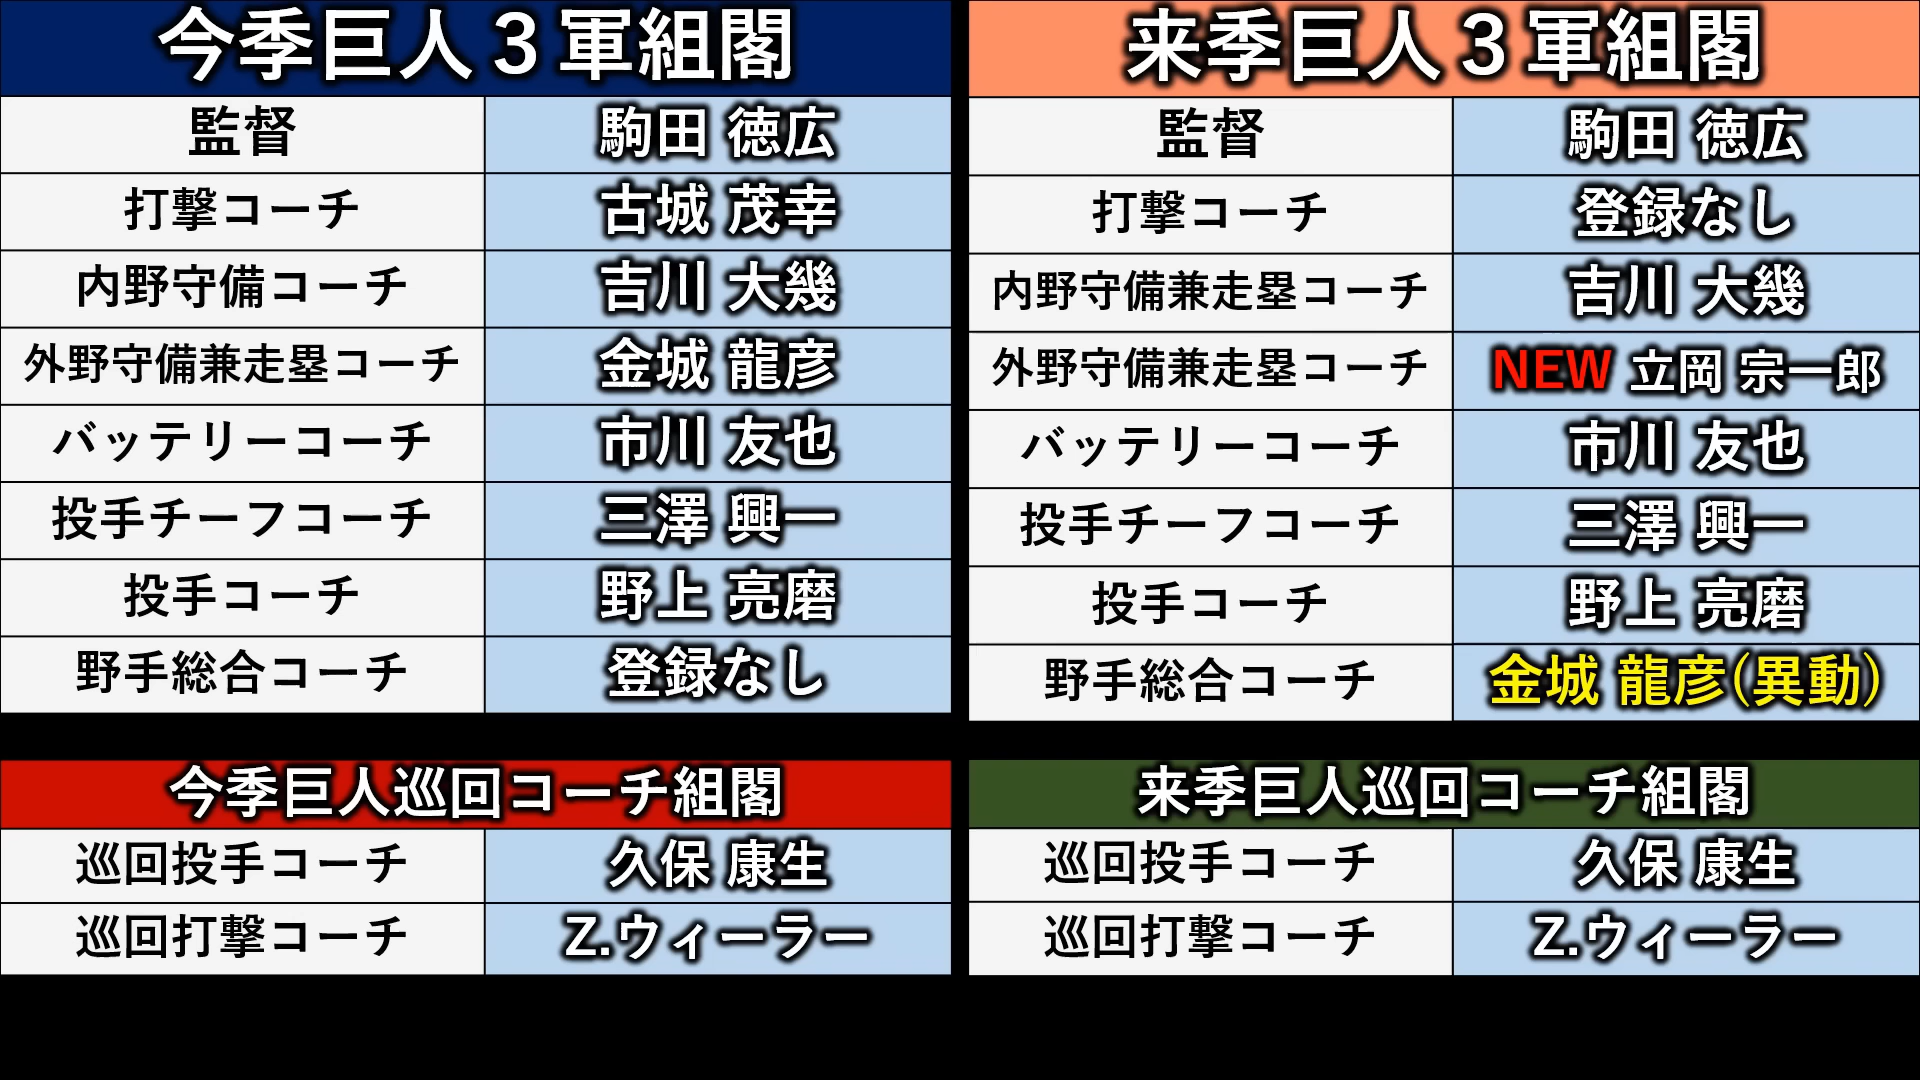 今季巨人3軍組閣
監督 駒田 徳広
打撃コーチ 古城 茂幸
内野守備コーチ 吉川 大幾
外野守備兼走塁コーチ 金城 龍彦
バッテリーコーチ 市川 友也
投手チーフコーチ 三澤 興一
投手コーチ 野上 亮磨
野手総合コーチ 登録なし
今季巨人巡回コーチ組閣
巡回投手コーチ 久保 康生
巡回打撃コーチ Z.ウィーラー
来季巨人3軍組閣
監督 駒田 徳広
打撃コーチ 登録なし
内野守備兼走塁コーチ 吉川 大幾
外野守備兼走塁コーチ NEW 立岡 宗一郎
バッテリーコーチ 市川 友也
投手チーフコーチ 三澤 興一
投手コーチ 野上 亮磨
野手総合コーチ 金城 龍彦(異動)
来季巨人巡回コーチ組閣
巡回投手コーチ 久保 康生
巡回打撃コーチ Z.ウィーラー